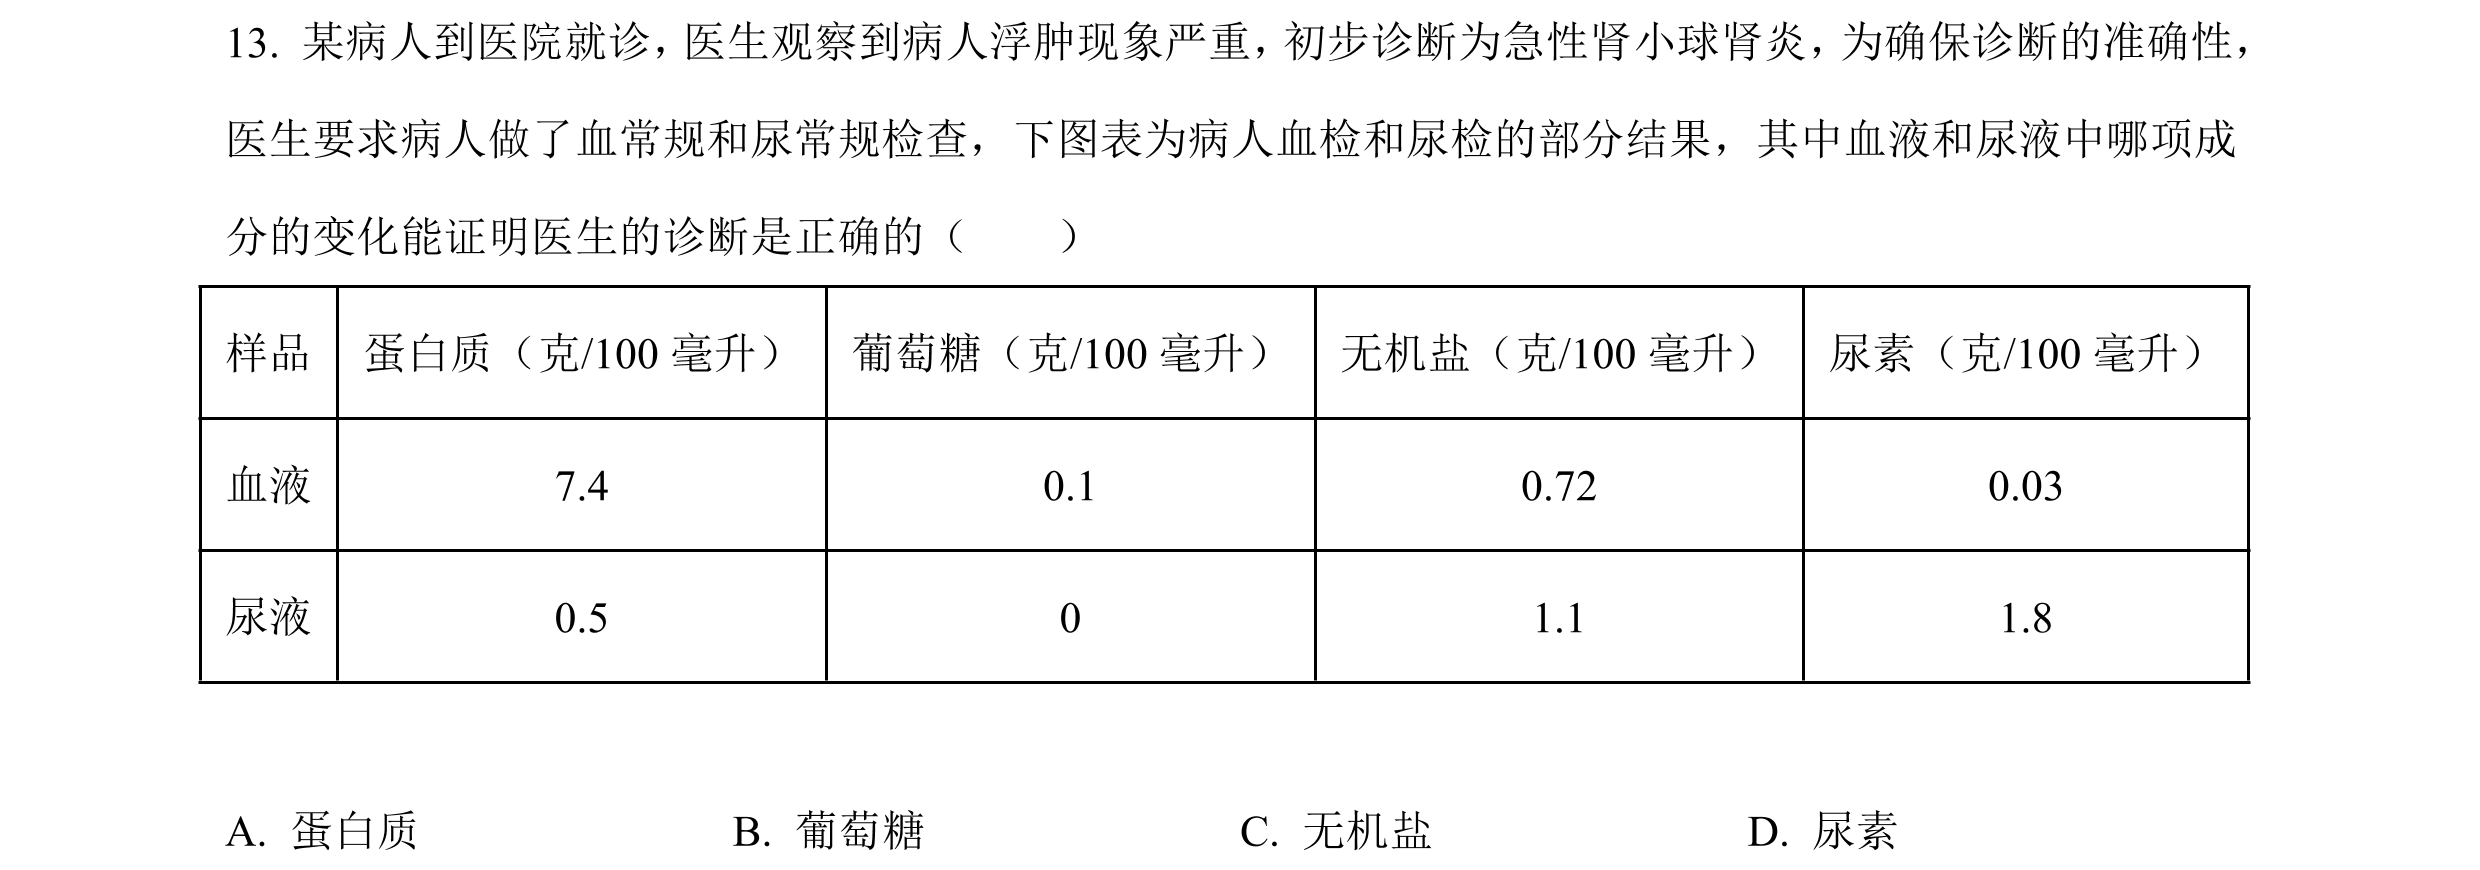 13. 某病人到医院就诊，医生观察到病人浮肿现象严重，初步诊断为急性肾小球肾炎，为确保诊断的准确性，
医生要求病人做了血常规和尿常规检查，下图表为病人血检和尿检的部分结果，其中血液和尿液中哪项成
分的变化能证明医生的诊断是正确的（　　）
样品 蛋白质（克/100 毫升） 葡萄糖（克/100 毫升） 无机盐（克/100 毫升） 尿素（克/100 毫升）
血液 7.4 0.1 0.72 0.03
尿液 0.5 0 1.1 1.8
A. 蛋白质 B. 葡萄糖 C. 无机盐 D. 尿素